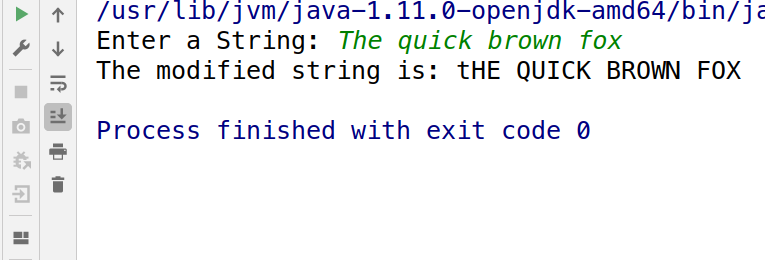 /usr/lib/jvm/java-1.11.0-openjdk-amd64/bin/ja
Enter a String: The quick brown fox
The modified string is: tHE QUICK BROWN FOX
Process finished with exit code 0